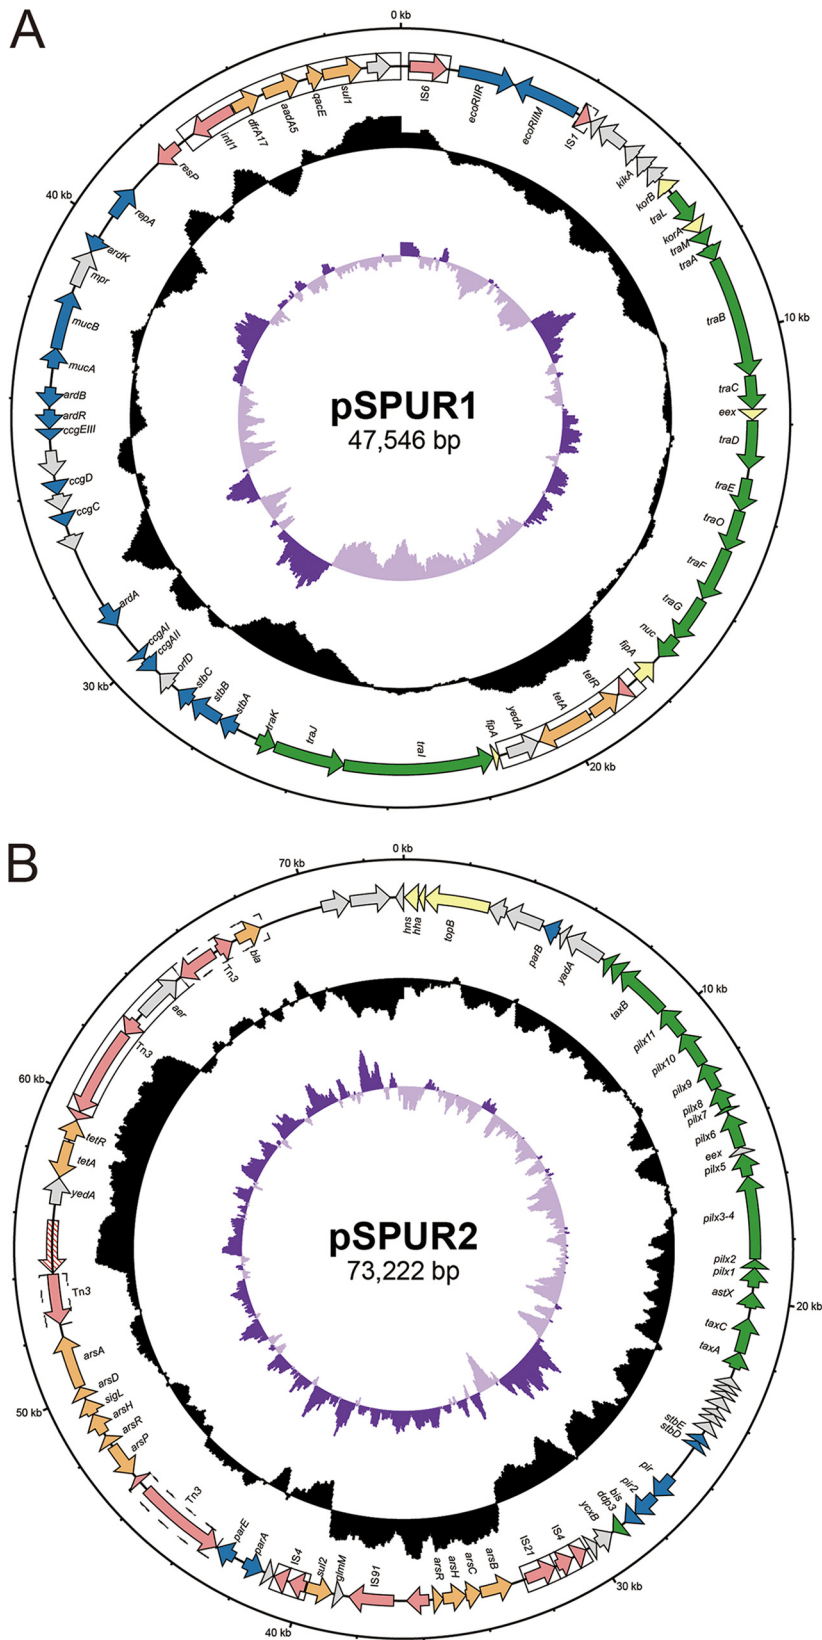 A
0 kb
IS6
ecoRIIR
ecoRIIM
IS1
kikA
korB
traL
korA
traM
traA
10 kb
traB
traC
eex
traD
traE
traO
traF
traG
nuc
fipA
tetR
tetA
20 kb
yedA
fipA
traI
traJ
traK
stbA
stbB
stbC
orfD
30 kb
ccgAII
ccgAI
ardA
ccgC
ccgD
ccgEIII
ardR
ardB
mucA
mucB
mpr
ardK
40 kb
repA
resP
intI1
dfrA17
aadA5
qacE
sul1
pSPUR1
47,546 bp
B
0 kb
hns
hha
topB
parB
yadA
taxB
10 kb
pilx11
pilx10
pilx9
pilx8
pilx7
pilx6
eex
pilx5
pilx3-4
pilx2
pilx1
astX
20 kb
taxC
taxA
stbE
stbD
pir
pir2
bis
ddp3
ycxB
30 kb
IS4
IS21
arsB
arsC
arsH
arsR
IS91
glmM
sul2
40 kb
IS4
parA
parE
Tn3
arsP
arsR
arsH
sigL
arsD
50 kb
arsA
Tn3
yedA
tetA
tetR
60 kb
Tn3
aer
Tn3
bla
70 kb
pSPUR2
73,222 bp